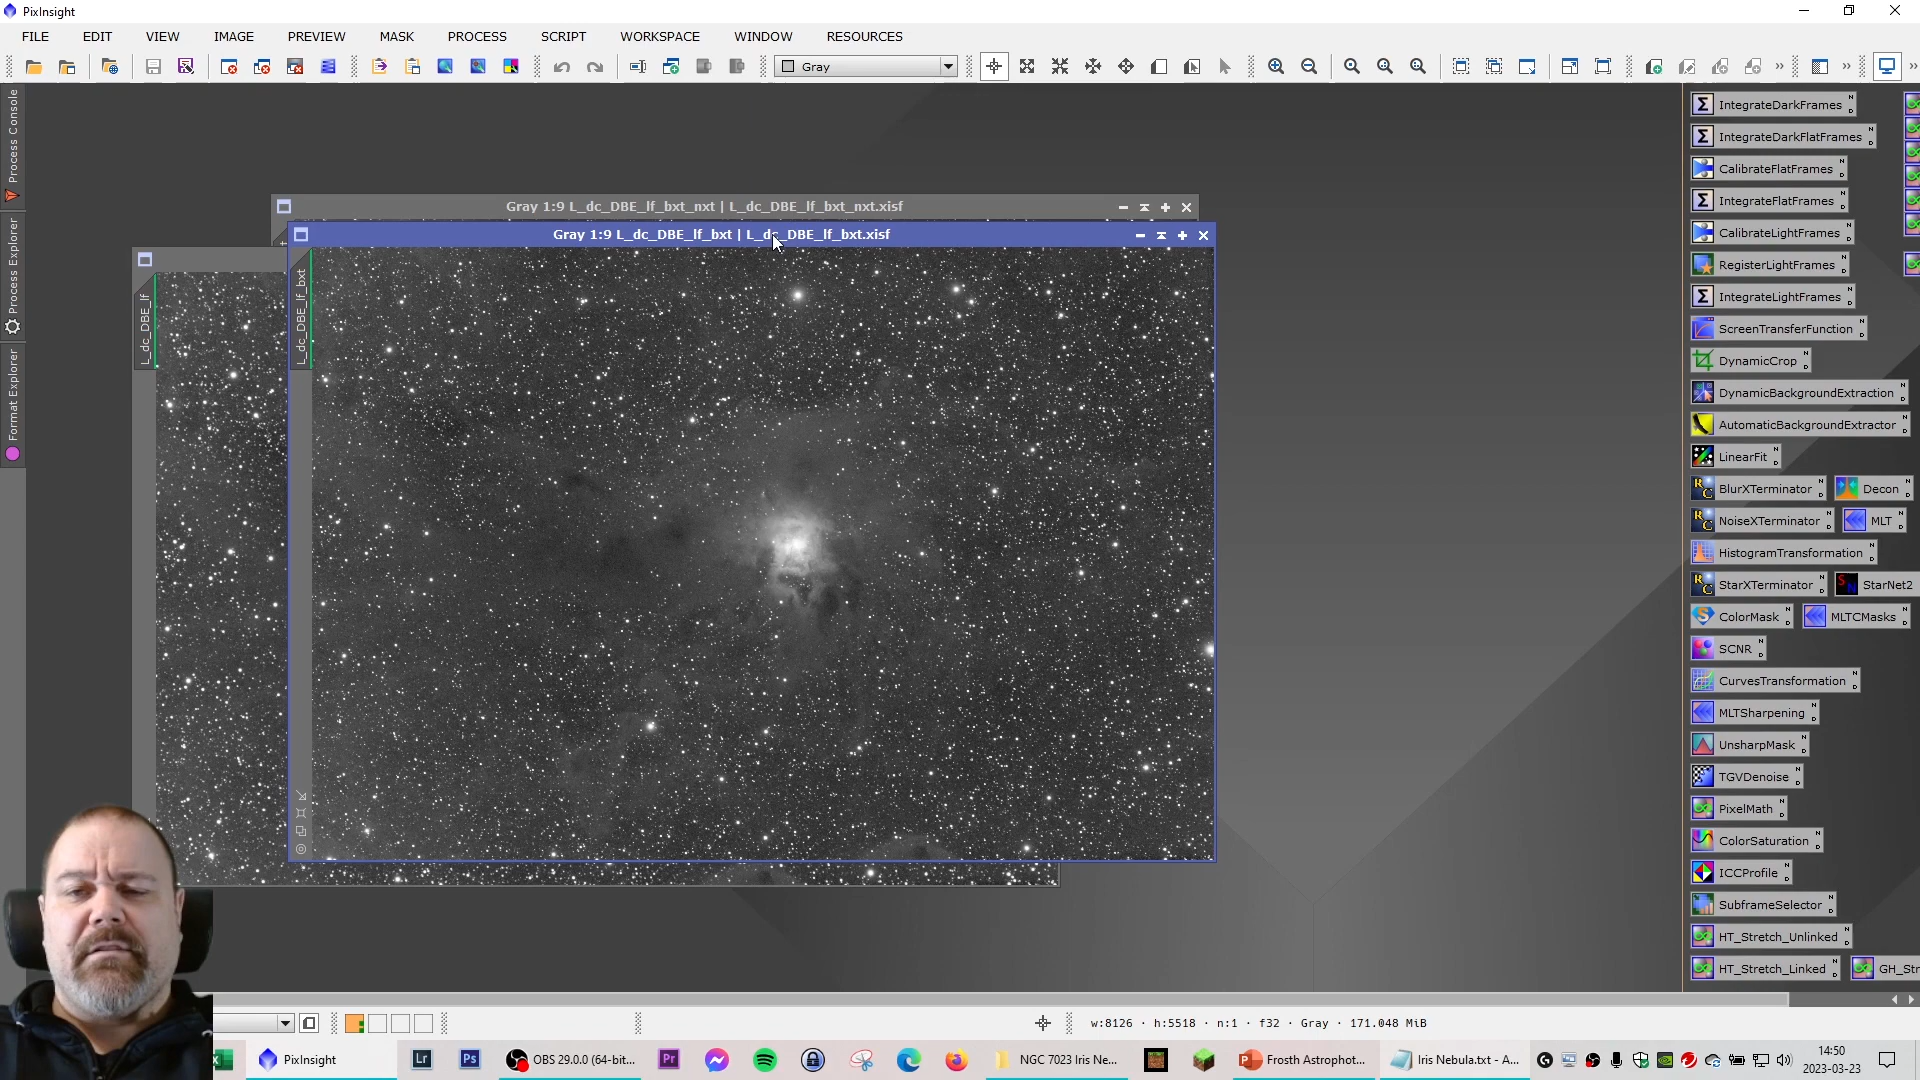 PixInsight
FILE EDIT VIEW IMAGE PREVIEW MASK PROCESS SCRIPT WORKSPACE WINDOW RESOURCES
Gray
Process Console
Process Explorer
Format Explorer
Gray 1:9 L_dc_DBE_lf_bxt_nxt | L_dc_DBE_lf_bxt_nxt.xisf
Gray 1:9 L_dc_DBE_lf_bxt | L_dc_DBE_lf_bxt.xisf
L_dc_DBE_lf
L_dc_DBE_lf_bxt
IntegrateDarkFrames
IntegrateDarkFlatFrames
CalibrateFlatFrames
IntegrateFlatFrames
CalibrateLightFrames
RegisterLightFrames
IntegrateLightFrames
ScreenTransferFunction
DynamicCrop
DynamicBackgroundExtraction
AutomaticBackgroundExtractor
LinearFit
BlurXTerminator Decon
NoiseXTerminator MLT
HistogramTransformation
StarXTerminator StarNet2
ColorMask MLTCMasks
SCNR
CurvesTransformation
MLTSharpening
UnsharpMask
TGVDenoise
PixelMath
ColorSaturation
ICCProfile
SubframeSelector
HT_Stretch_Unlinked
HT_Stretch_Linked GH_Str
w:8126 · h:5518 · n:1 · f32 · Gray · 171.048 MiB
PixInsight Lr Ps OBS 29.0.0 (64-bit... Pr NGC 7023 Iris Ne... Frosth Astrophot... Iris Nebula.txt - A... 14:50
2023-03-23